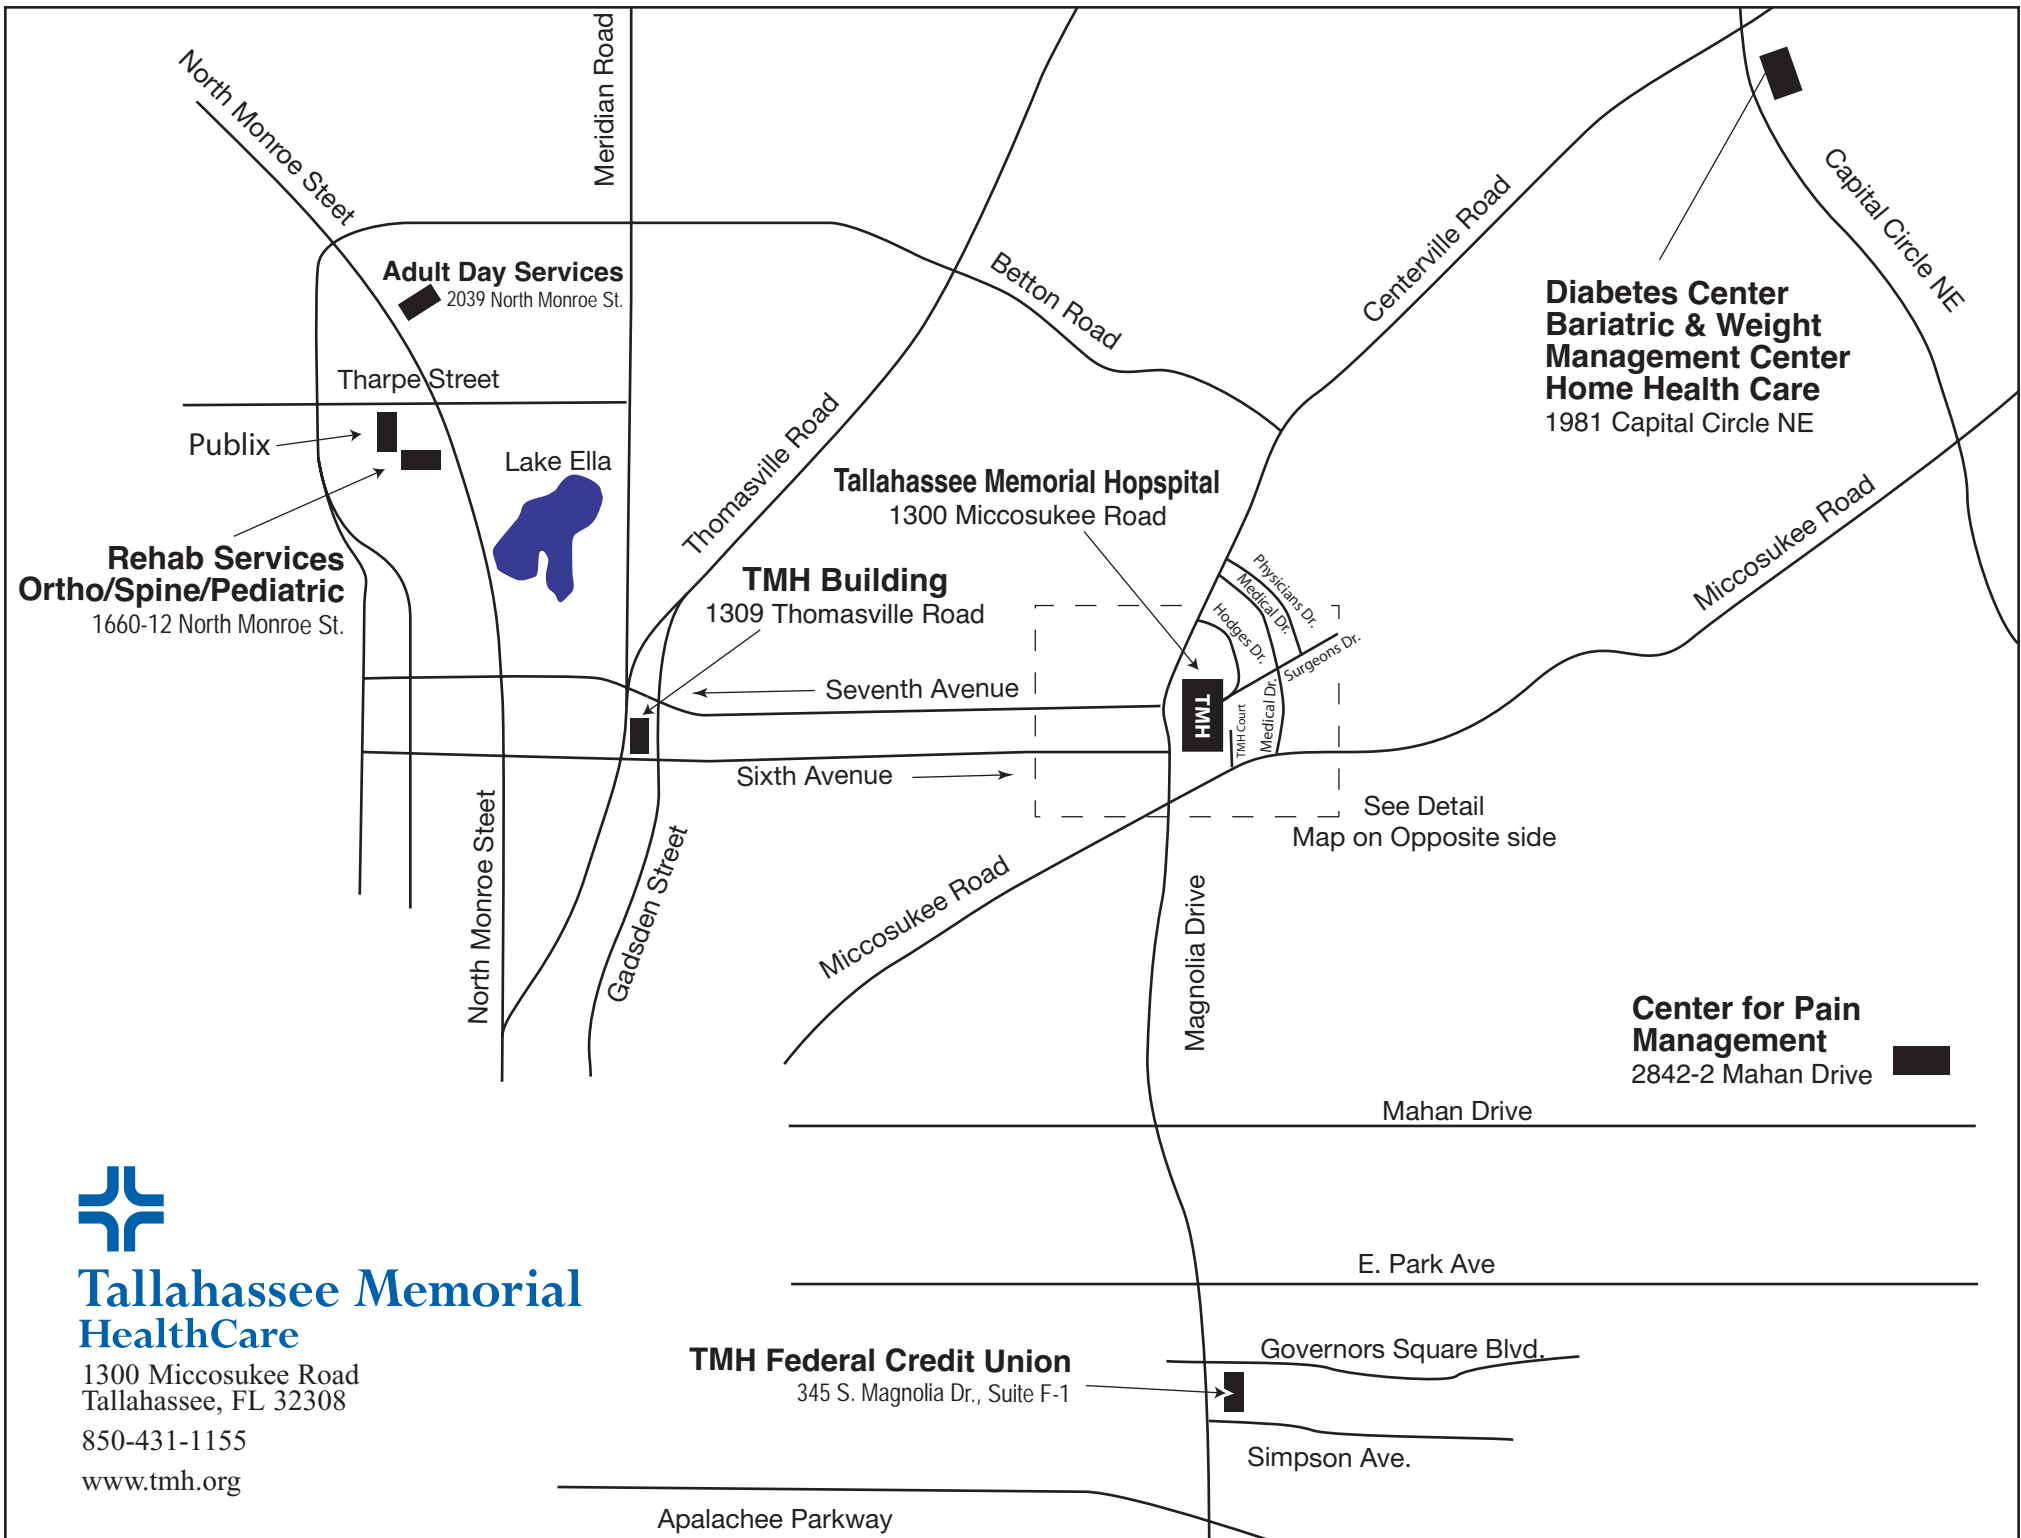 North Monroe Steet
Meridian Road
Adult Day Services
2039 North Monroe St.
Betton Road
Centerville Road
Capital Circle NE
Diabetes Center
Bariatric & Weight
Management Center
Home Health Care
1981 Capital Circle NE
Tharpe Street
Publix
Lake Ella
Thomasville Road
Tallahassee Memorial Hopspital
1300 Miccosukee Road
Miccosukee Road
Rehab Services
Ortho/Spine/Pediatric
1660-12 North Monroe St.
TMH Building
1309 Thomasville Road
Physicians Dr.
Medical Dr.
Hodges Dr.
Surgeons Dr.
Seventh Avenue
TMH
TMH Court
Medical Dr.
Sixth Avenue
See Detail
Map on Opposite side
North Monroe Steet
Gadsden Street
Miccosukee Road
Magnolia Drive
Center for Pain
Management
2842-2 Mahan Drive
Mahan Drive
E. Park Ave
Tallahassee Memorial
HealthCare
1300 Miccosukee Road
Tallahassee, FL 32308
850-431-1155
www.tmh.org
TMH Federal Credit Union
345 S. Magnolia Dr., Suite F-1
Governors Square Blvd.
Simpson Ave.
Apalachee Parkway